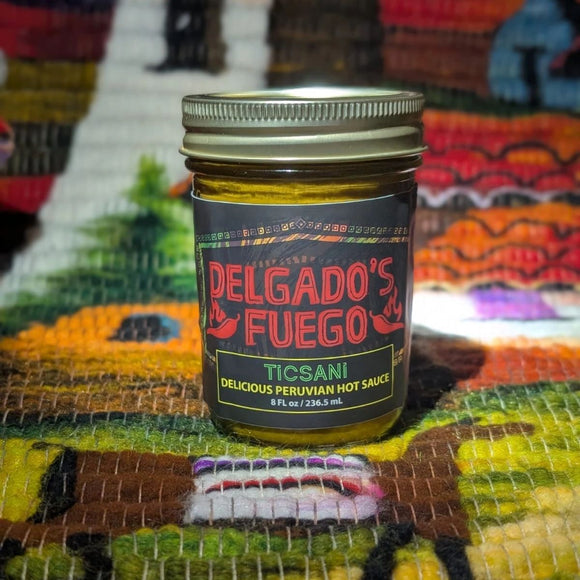 DELGADO'S
FUEGO
TiCSANi
DELICIOUS PERUVIAN HOT SAUCE
8 FL oz / 236.5 mL